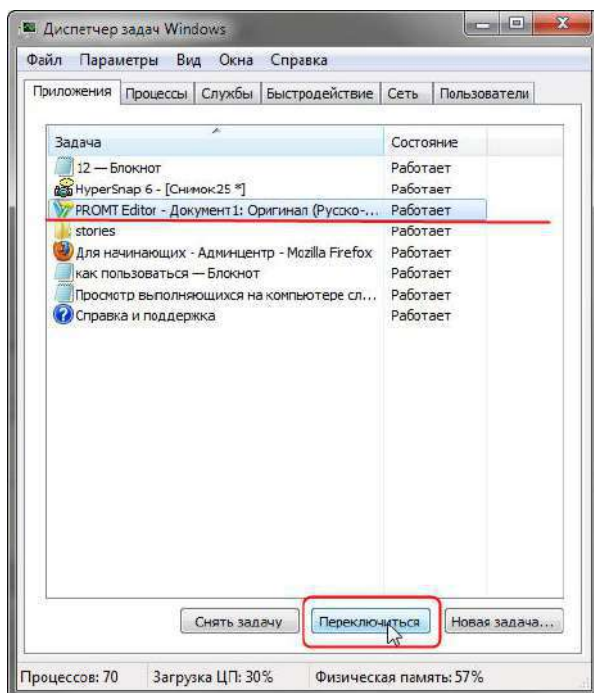 Диспетчер задач Windows
Файл Параметры Вид Окна Справка
Приложения Процессы Службы Быстродействие Сеть Пользователи
Задача Состояние
12 — Блокнот Работает
HyperSnap 6 - [Снимок25 *] Работает
PROMT Editor - Документ1: Оригинал (Русско-... Работает
stories Работает
Для начинающих - Админцентр - Mozilla Firefox Работает
как пользоваться — Блокнот Работает
Просмотр выполняющихся на компьютере сл... Работает
Справка и поддержка Работает
Снять задачу Переключиться Новая задача...
Процессов: 70 Загрузка ЦП: 30% Физическая память: 57%